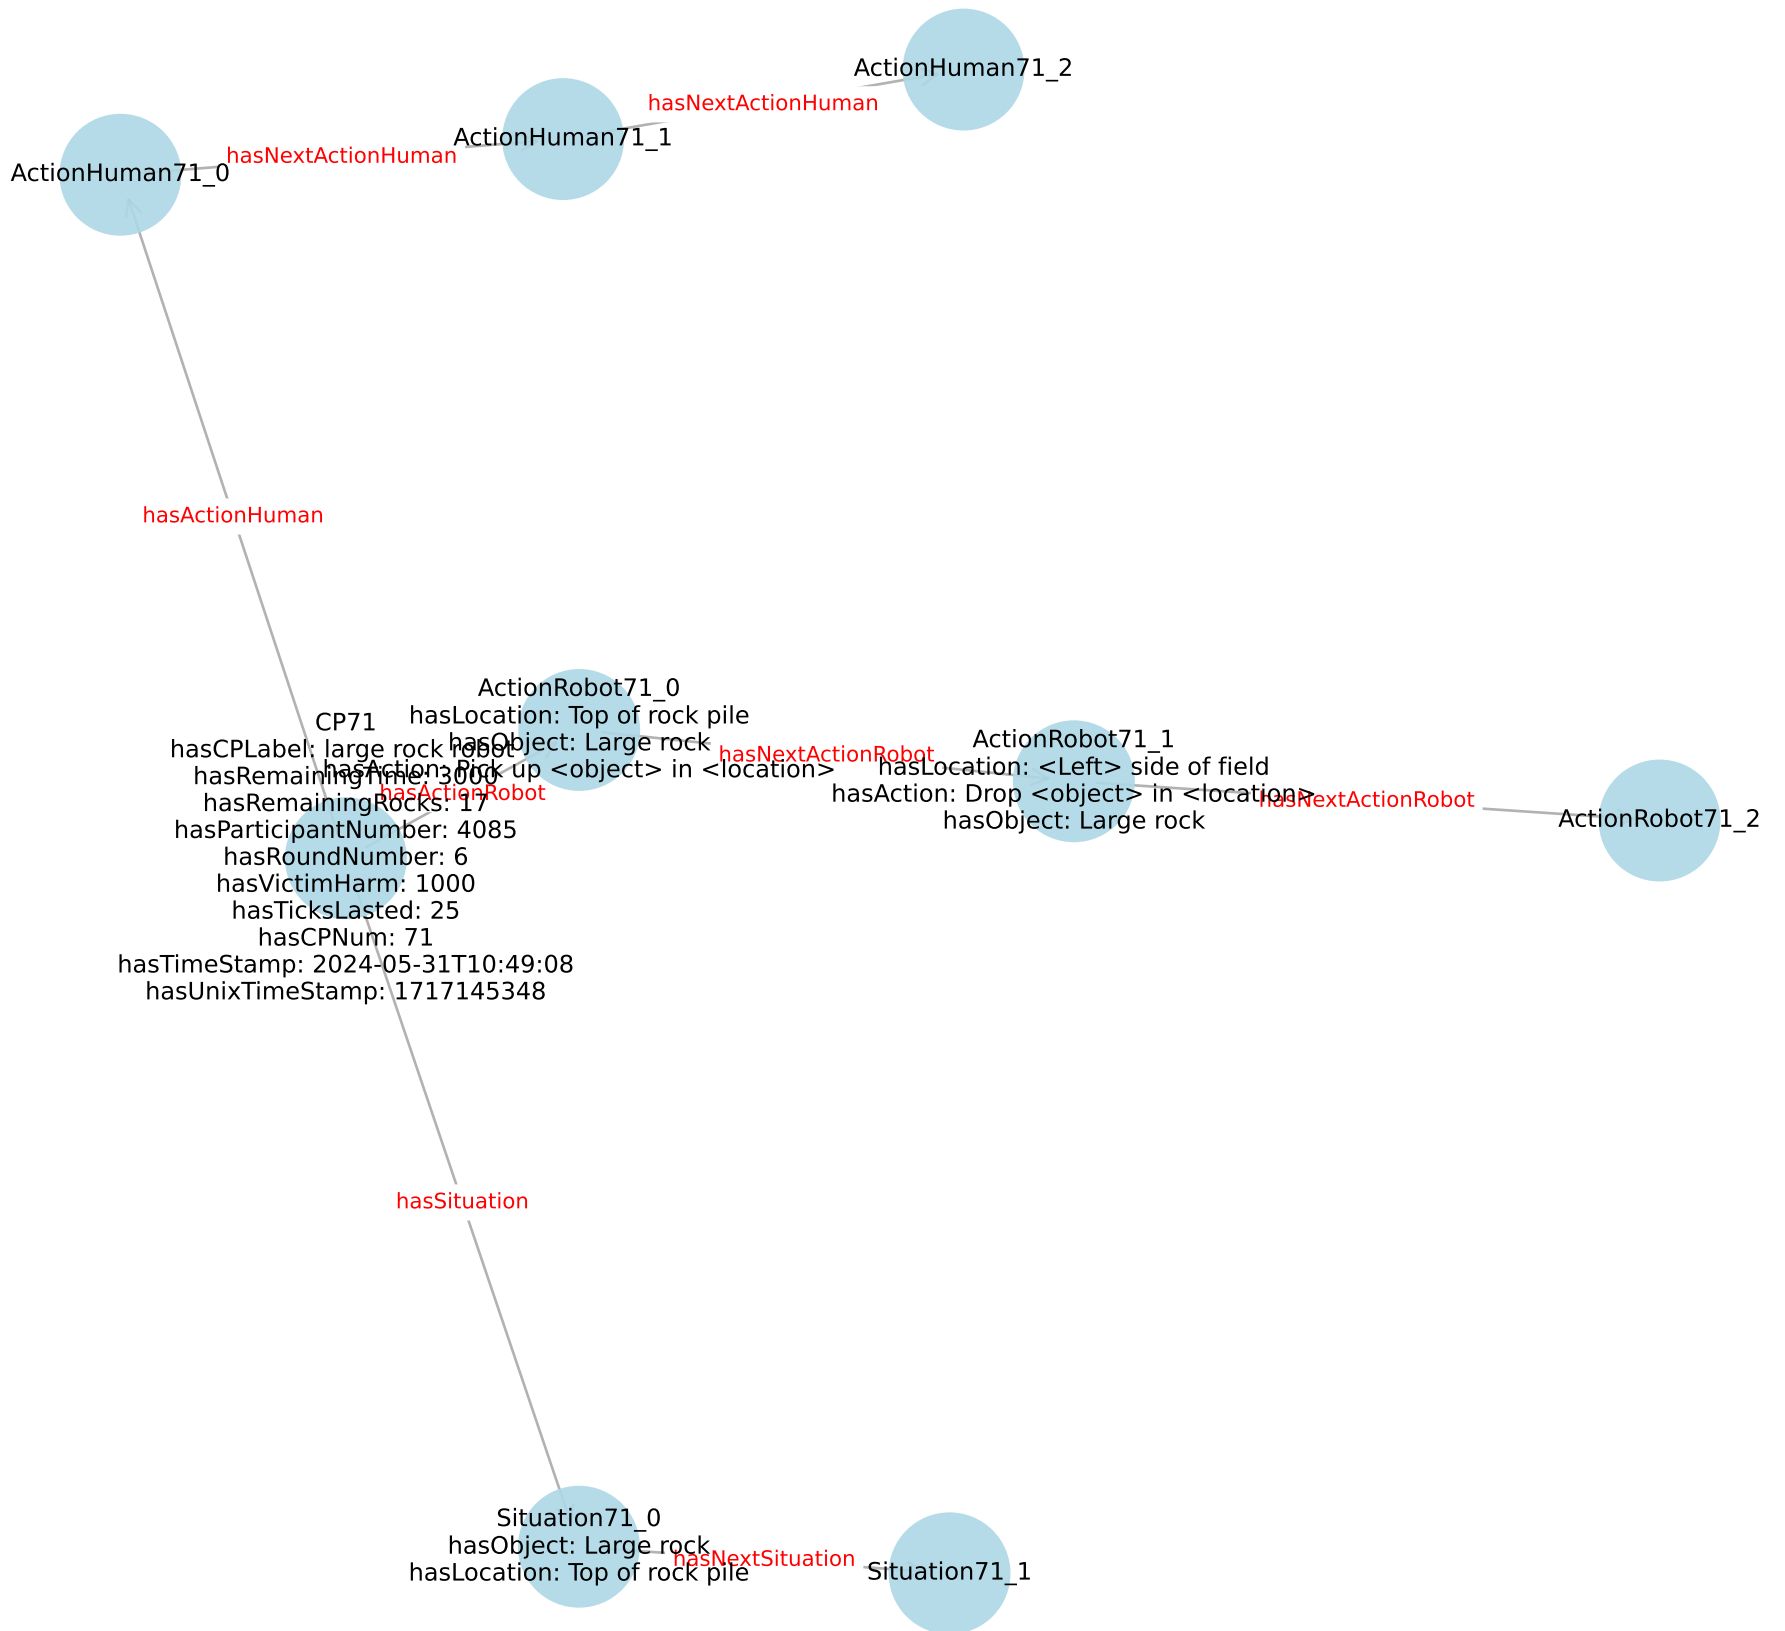 ActionHuman71_2
hasNextActionHuman
ActionHuman71_1
hasNextActionHuman
ActionHuman71_0
hasActionHuman
ActionRobot71_0
hasLocation: Top of rock pile
hasObject: Large rock
hasAction: Pick up <object> in <location>
CP71
hasCPLabel: large rock robot
hasRemainingTime: 3000
hasRemainingRocks: 17
hasParticipantNumber: 4085
hasRoundNumber: 6
hasVictimHarm: 1000
hasTicksLasted: 25
hasCPNum: 71
hasTimeStamp: 2024-05-31T10:49:08
hasUnixTimeStamp: 1717145348
hasActionRobot
hasNextActionRobot
ActionRobot71_1
hasLocation: <Left> side of field
hasAction: Drop <object> in <location>
hasObject: Large rock
hasNextActionRobot
ActionRobot71_2
hasSituation
Situation71_0
hasObject: Large rock
hasLocation: Top of rock pile
hasNextSituation
Situation71_1